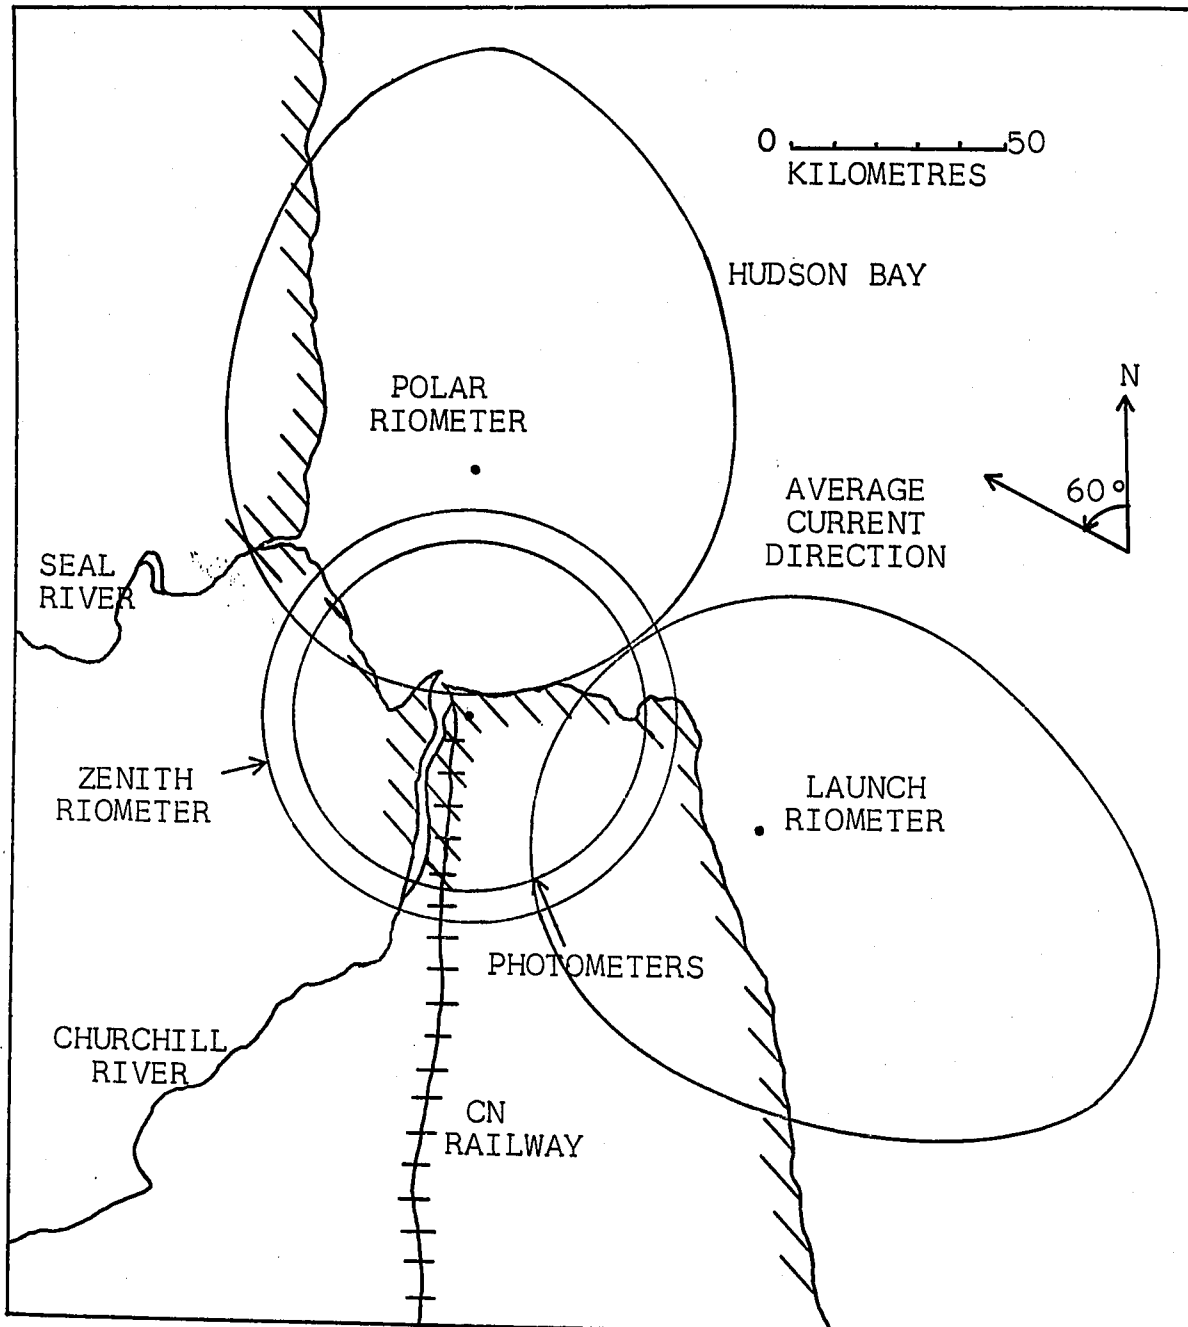 0 50
KILOMETRES
HUDSON BAY
POLAR
RIOMETER
N
60°
AVERAGE
CURRENT
DIRECTION
SEAL
RIVER
ZENITH
RIOMETER
LAUNCH
RIOMETER
PHOTOMETERS
CHURCHILL
RIVER
CN
RAILWAY